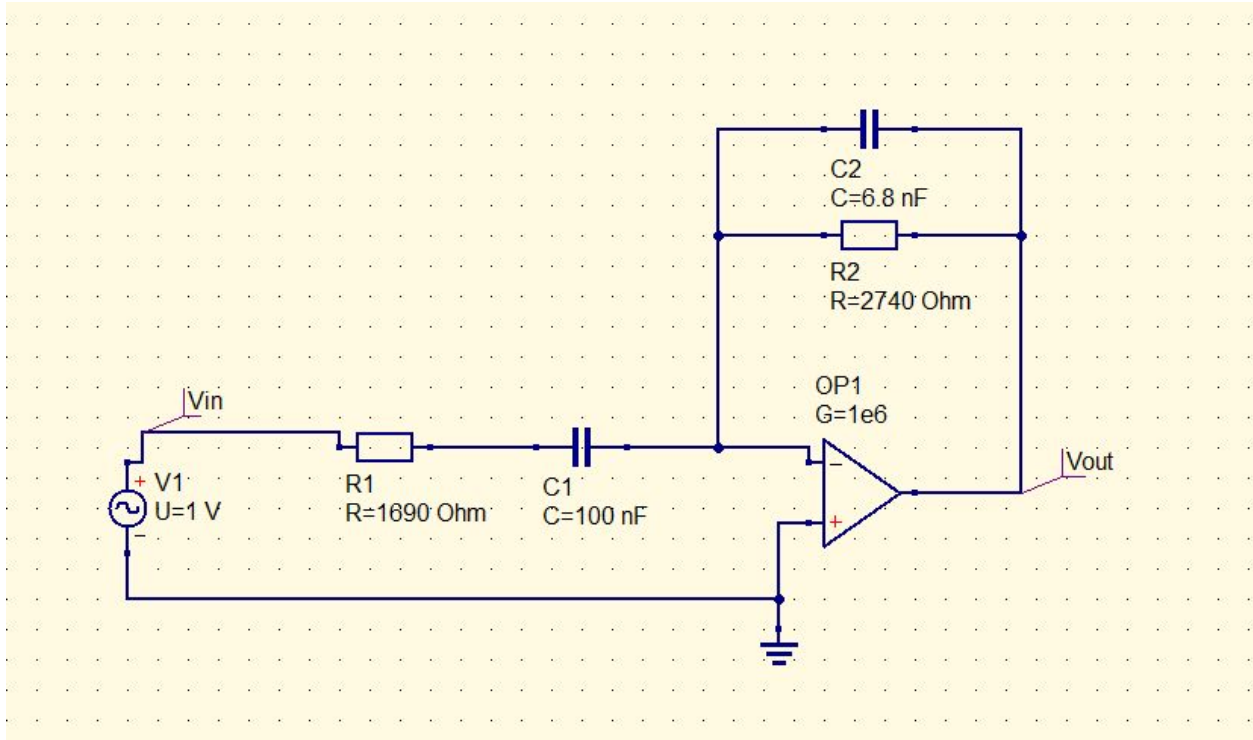 C2
C=6.8 nF
R2
R=2740 Ohm
OP1
G=1e6
Vin
Vout
+
V1
U=1 V
−
R1
R=1690 Ohm
C1
C=100 nF
−
+